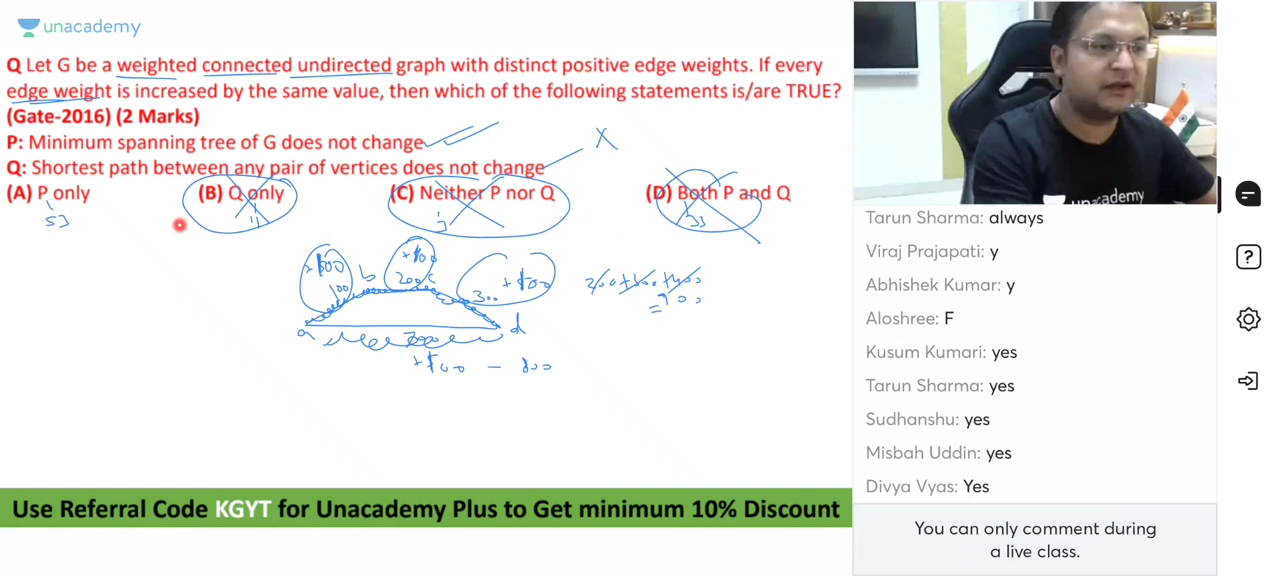 unacademy
Q Let G be a weighted connected undirected graph with distinct positive edge weights. If every
edge weight is increased by the same value, then which of the following statements is/are TRUE?
(Gate-2016) (2 Marks)
P: Minimum spanning tree of G does not change
Q: Shortest path between any pair of vertices does not change
(A) P only (B) Q only (C) Neither P nor Q (D) Both P and Q
53
b
100 200 c 300
a d
Use Referral Code KGYT for Unacademy Plus to Get minimum 10% Discount
unacademy
Tarun Sharma: always
Viraj Prajapati: y
Abhishek Kumar: y
Aloshree: F
Kusum Kumari: yes
Tarun Sharma: yes
Sudhanshu: yes
Misbah Uddin: yes
Divya Vyas: Yes
You can only comment during
a live class.